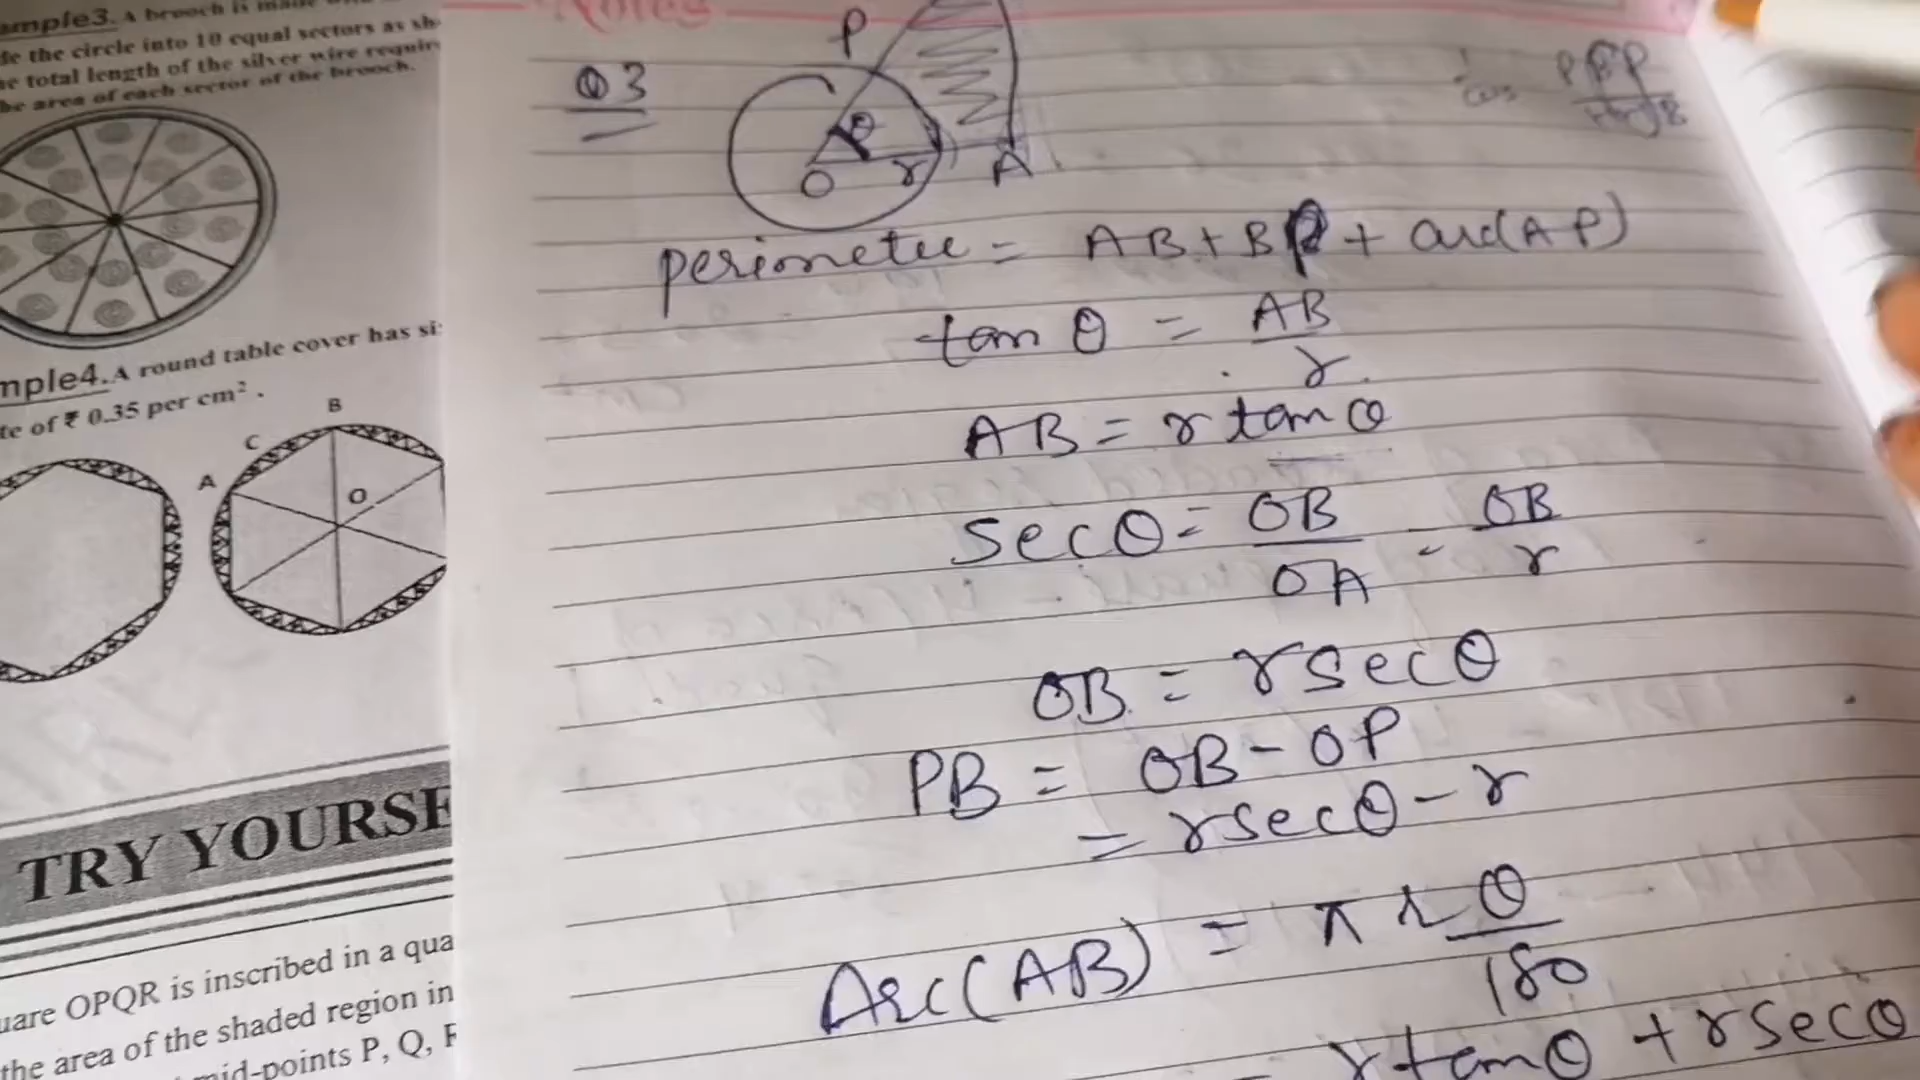 ample3. A brooch is made
de the circle into 10 equal sectors as sh
e total length of the silver wire requir
he area of each sector of the brooch.
mple4. A round table cover has si
te of ₹ 0.35 per cm².
B
C
A
O
TRY YOURSE
uare OPQR is inscribed in a qua
the area of the shaded region in
mid-points P, Q, R
Notes
Q3
P
θ
O
r
A
perimeter = AB + BP + arc(AP)
tan θ = AB/r
AB = r tan θ
sec θ = OB/OA = OB/r
OB = r sec θ
PB = OB - OP
= r sec θ - r
Arc(AB) = π r θ/180
= r tan θ + r sec θ